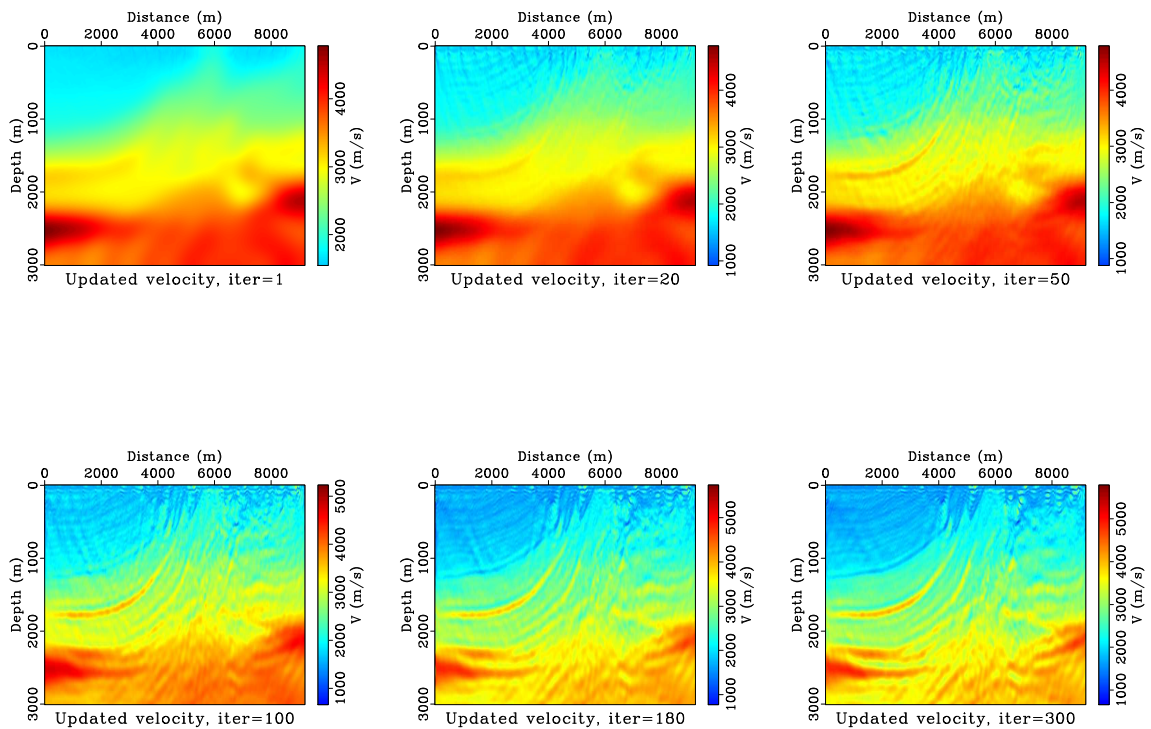 Distance (m)
0 2000 4000 6000 8000
Depth (m)
0 1000 2000 3000
V (m/s)
2000 3000 4000
Updated velocity, iter=1
Distance (m)
0 2000 4000 6000 8000
Depth (m)
0 1000 2000 3000
V (m/s)
1000 2000 3000 4000
Updated velocity, iter=20
Distance (m)
0 2000 4000 6000 8000
Depth (m)
0 1000 2000 3000
V (m/s)
1000 2000 3000 4000
Updated velocity, iter=50
Distance (m)
0 2000 4000 6000 8000
Depth (m)
0 1000 2000 3000
V (m/s)
1000 2000 3000 4000 5000
Updated velocity, iter=100
Distance (m)
0 2000 4000 6000 8000
Depth (m)
0 1000 2000 3000
V (m/s)
1000 2000 3000 4000 5000
Updated velocity, iter=180
Distance (m)
0 2000 4000 6000 8000
Depth (m)
0 1000 2000 3000
V (m/s)
1000 2000 3000 4000 5000
Updated velocity, iter=300